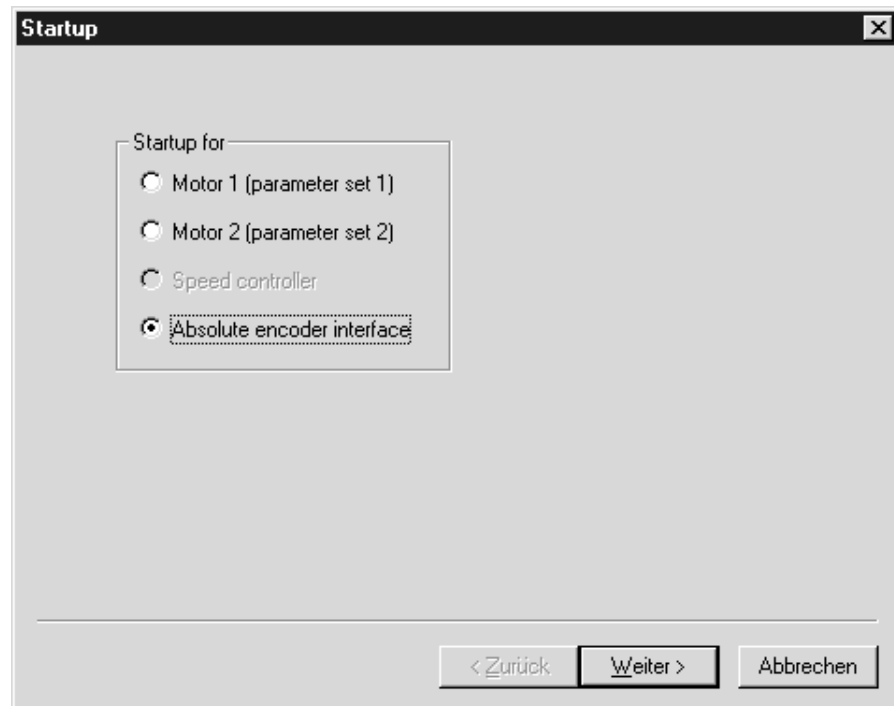 Startup
Startup for
Motor 1 (parameter set 1)
Motor 2 (parameter set 2)
Speed controller
Absolute encoder interface
< Zurück Weiter > Abbrechen